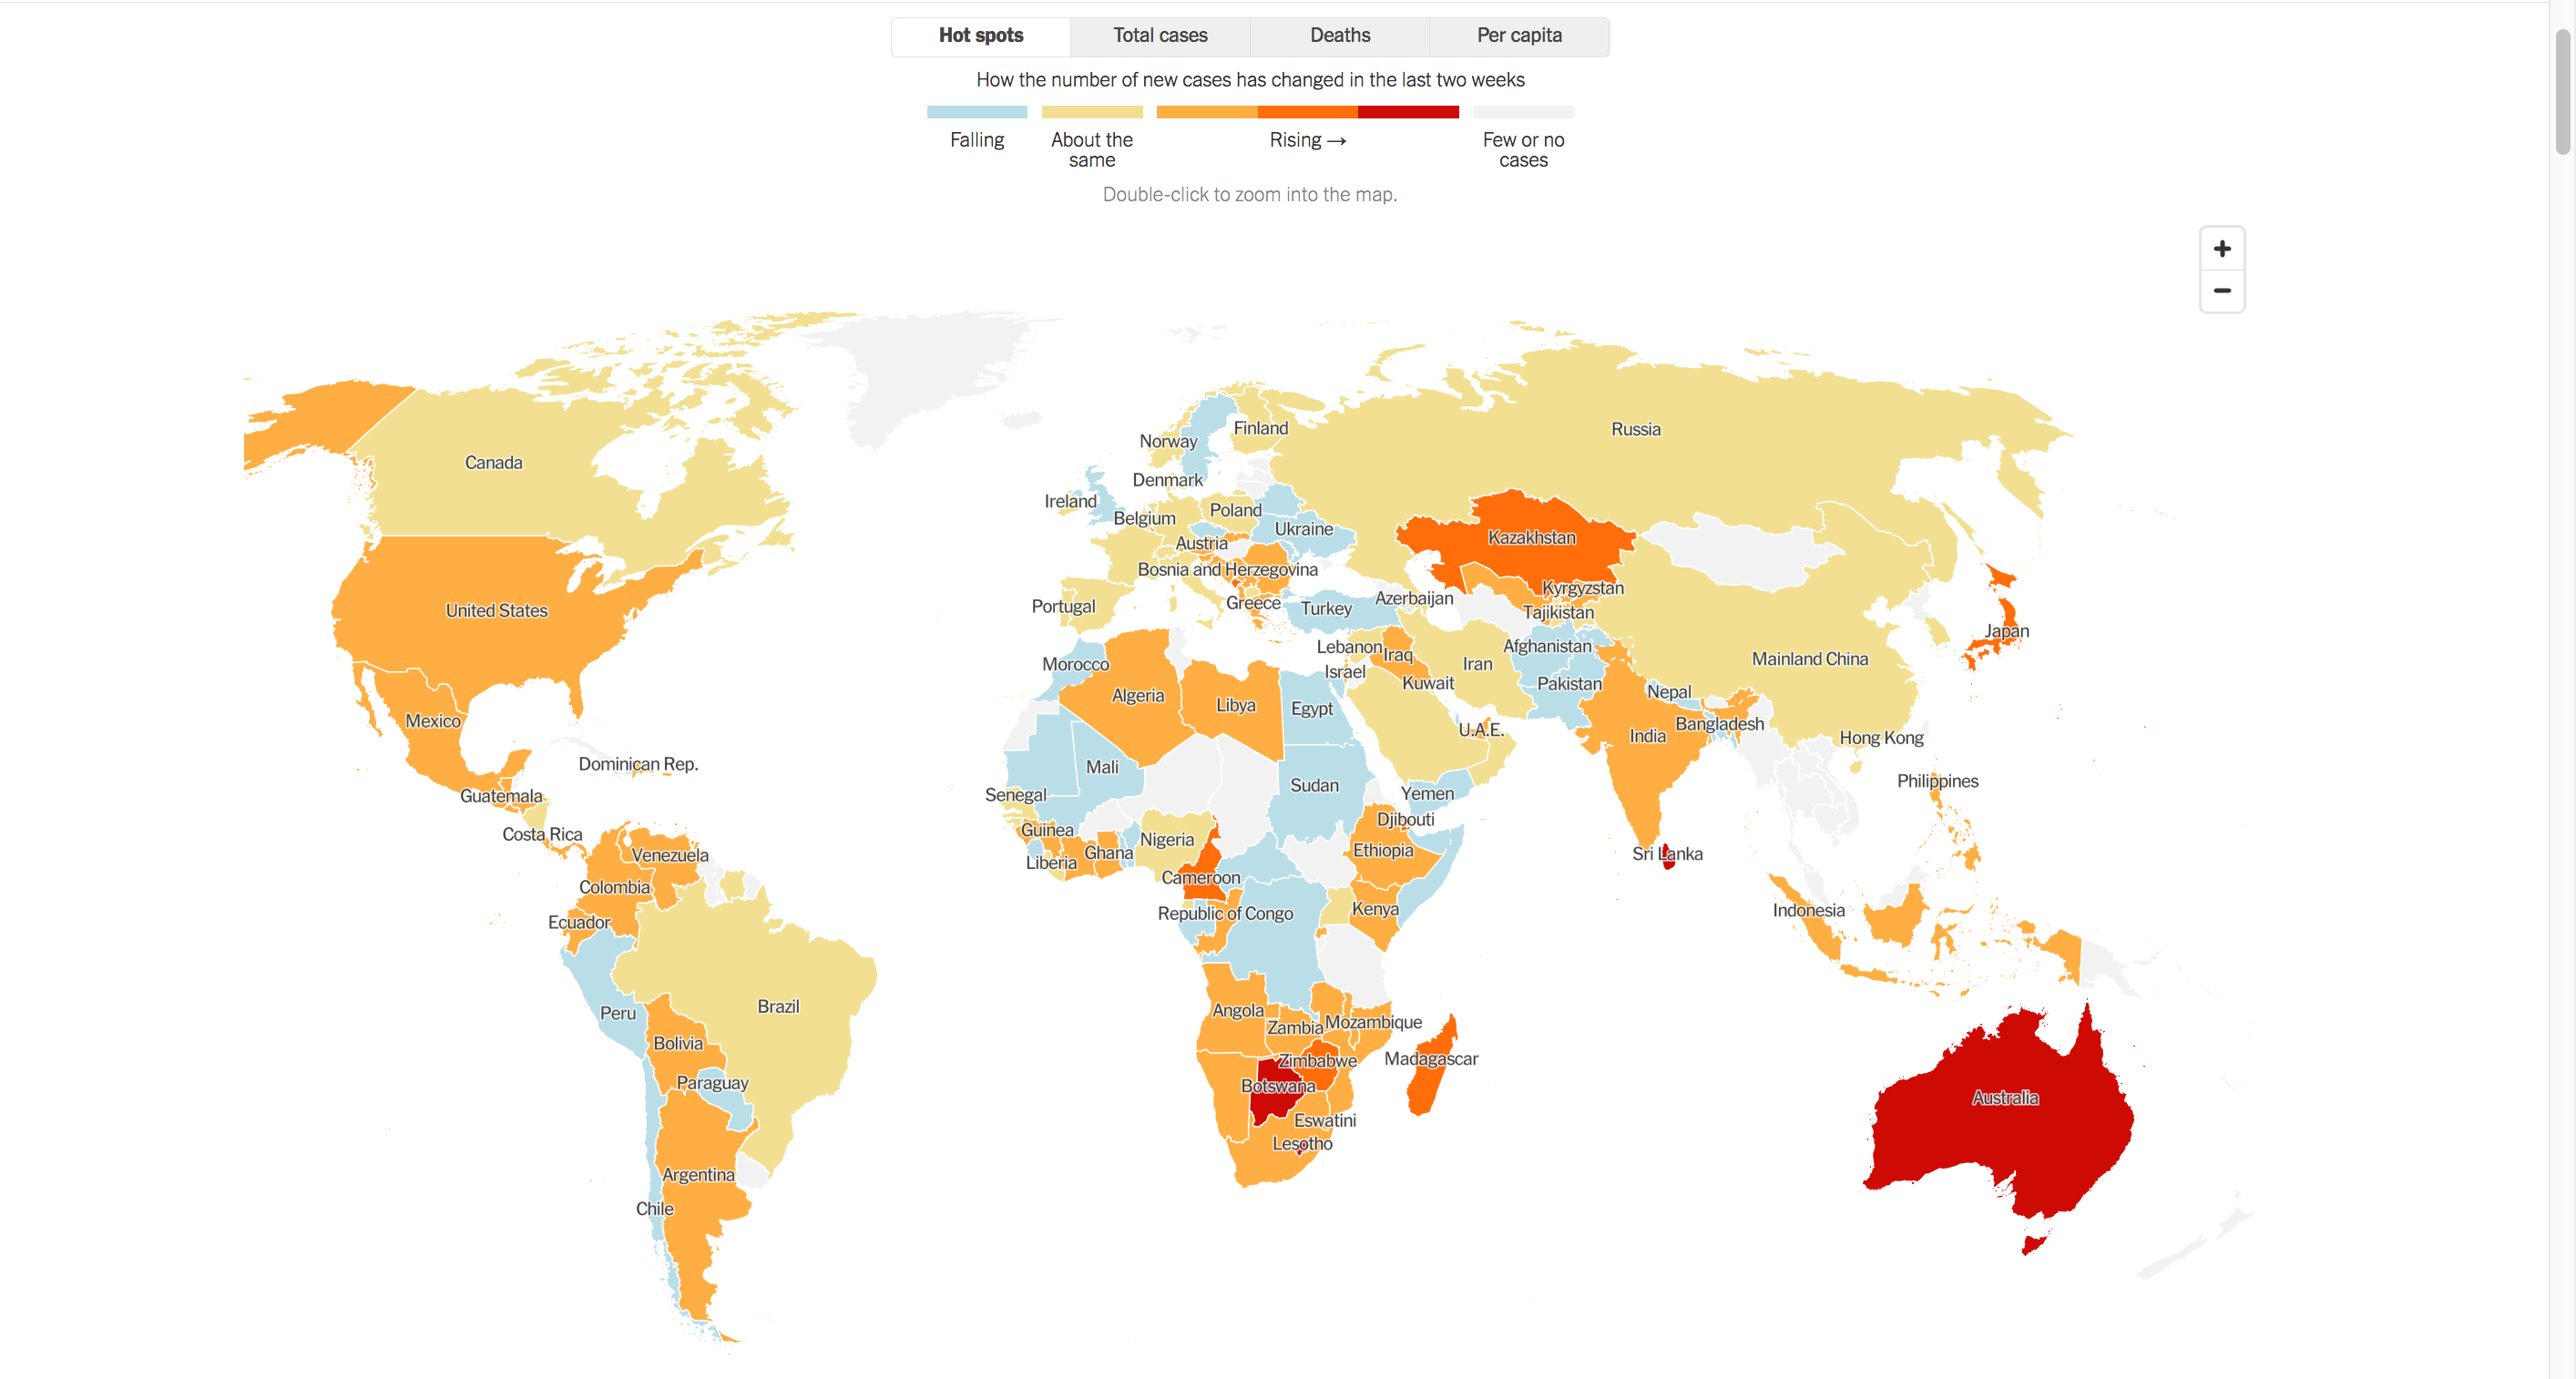 Hot spots Total cases Deaths Per capita
How the number of new cases has changed in the last two weeks
Falling
About the
same
Rising →
Few or no
cases
Double-click to zoom into the map.
+
−
Canada
United States
Mexico
Guatemala
Costa Rica
Dominican Rep.
Venezuela
Colombia
Ecuador
Peru
Brazil
Bolivia
Paraguay
Argentina
Chile
Norway
Finland
Denmark
Ireland
Belgium
Poland
Ukraine
Austria
Bosnia and Herzegovina
Portugal
Greece
Turkey
Russia
Kazakhstan
Kyrgyzstan
Azerbaijan
Tajikistan
Lebanon
Iraq
Iran
Afghanistan
Israel
Kuwait
Pakistan
Nepal
Mainland China
Japan
U.A.E.
India
Bangladesh
Hong Kong
Philippines
Sri Lanka
Indonesia
Morocco
Algeria
Libya
Egypt
Mali
Senegal
Sudan
Yemen
Guinea
Djibouti
Liberia
Ghana
Nigeria
Ethiopia
Cameroon
Republic of Congo
Kenya
Angola
Zambia
Mozambique
Zimbabwe
Madagascar
Botswana
Eswatini
Lesotho
Australia